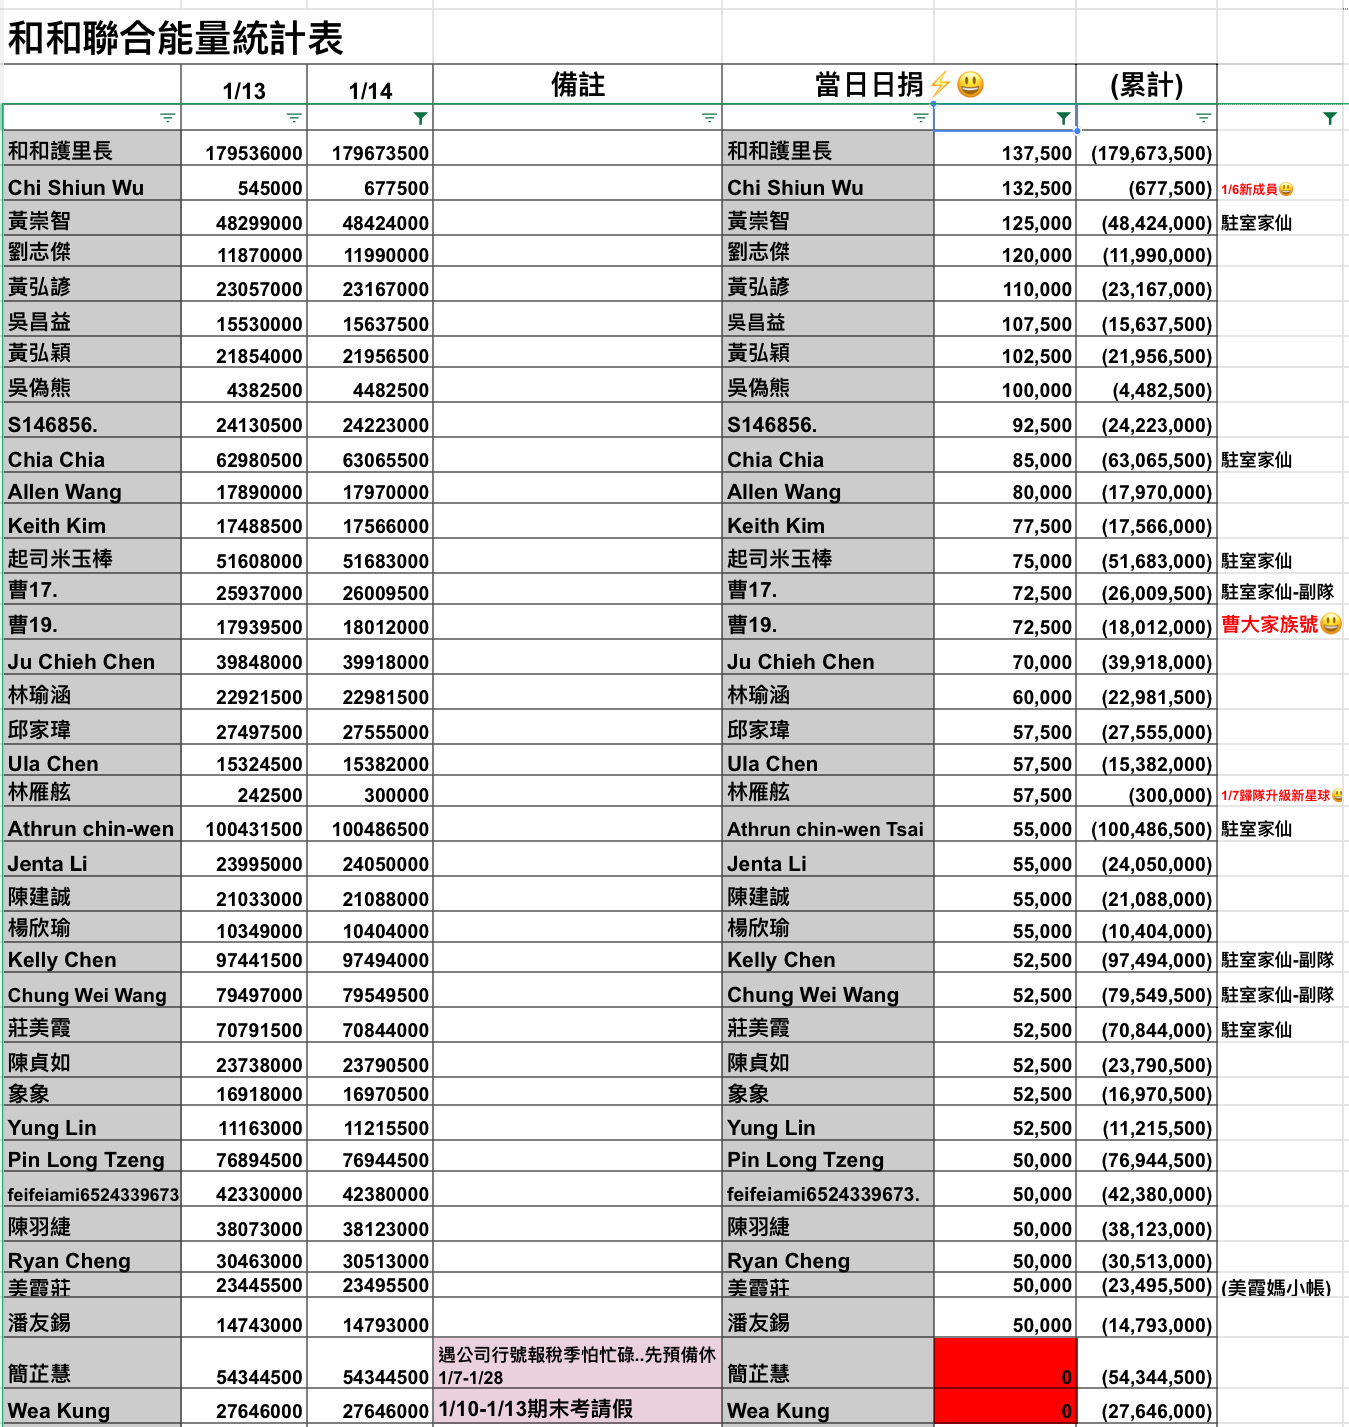 和和聯合能量統計表
1/13 1/14 備註 當日日捐⚡😃 (累計)
和和護里長 179536000 179673500 和和護里長 137,500 (179,673,500)
Chi Shiun Wu 545000 677500 Chi Shiun Wu 132,500 (677,500) 1/6新成員😃
黃崇智 48299000 48424000 黃崇智 125,000 (48,424,000) 駐室家仙
劉志傑 11870000 11990000 劉志傑 120,000 (11,990,000)
黃弘諺 23057000 23167000 黃弘諺 110,000 (23,167,000)
吳昌益 15530000 15637500 吳昌益 107,500 (15,637,500)
黃弘穎 21854000 21956500 黃弘穎 102,500 (21,956,500)
吳偽熊 4382500 4482500 吳偽熊 100,000 (4,482,500)
S146856. 24130500 24223000 S146856. 92,500 (24,223,000)
Chia Chia 62980500 63065500 Chia Chia 85,000 (63,065,500) 駐室家仙
Allen Wang 17890000 17970000 Allen Wang 80,000 (17,970,000)
Keith Kim 17488500 17566000 Keith Kim 77,500 (17,566,000)
起司米玉棒 51608000 51683000 起司米玉棒 75,000 (51,683,000) 駐室家仙
曹17. 25937000 26009500 曹17. 72,500 (26,009,500) 駐室家仙-副隊
曹19. 17939500 18012000 曹19. 72,500 (18,012,000) 曹大家族號😃
Ju Chieh Chen 39848000 39918000 Ju Chieh Chen 70,000 (39,918,000)
林瑜涵 22921500 22981500 林瑜涵 60,000 (22,981,500)
邱家瑋 27497500 27555000 邱家瑋 57,500 (27,555,000)
Ula Chen 15324500 15382000 Ula Chen 57,500 (15,382,000)
林雁舷 242500 300000 林雁舷 57,500 (300,000) 1/7歸隊升級新星球😃
Athrun chin-wen 100431500 100486500 Athrun chin-wen Tsai 55,000 (100,486,500) 駐室家仙
Jenta Li 23995000 24050000 Jenta Li 55,000 (24,050,000)
陳建誠 21033000 21088000 陳建誠 55,000 (21,088,000)
楊欣瑜 10349000 10404000 楊欣瑜 55,000 (10,404,000)
Kelly Chen 97441500 97494000 Kelly Chen 52,500 (97,494,000) 駐室家仙-副隊
Chung Wei Wang 79497000 79549500 Chung Wei Wang 52,500 (79,549,500) 駐室家仙-副隊
莊美霞 70791500 70844000 莊美霞 52,500 (70,844,000) 駐室家仙
陳貞如 23738000 23790500 陳貞如 52,500 (23,790,500)
象象 16918000 16970500 象象 52,500 (16,970,500)
Yung Lin 11163000 11215500 Yung Lin 52,500 (11,215,500)
Pin Long Tzeng 76894500 76944500 Pin Long Tzeng 50,000 (76,944,500)
feifeiami6524339673 42330000 42380000 feifeiami6524339673. 50,000 (42,380,000)
陳羽緁 38073000 38123000 陳羽緁 50,000 (38,123,000)
Ryan Cheng 30463000 30513000 Ryan Cheng 50,000 (30,513,000)
美霞莊 23445500 23495500 美霞莊 50,000 (23,495,500) (美霞媽小帳)
潘友錫 14743000 14793000 潘友錫 50,000 (14,793,000)
簡芷慧 54344500 54344500 遇公司行號報稅季怕忙碌..先預備休 簡芷慧 0 (54,344,500)
1/7-1/28
Wea Kung 27646000 27646000 1/10-1/13期末考請假 Wea Kung 0 (27,646,000)